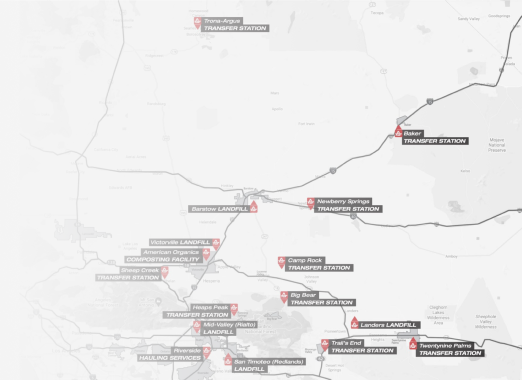 Trona-Argus
TRANSFER STATION
Baker
TRANSFER STATION
Mojave
National
Preserve
Newberry Springs
TRANSFER STATION
Barstow LANDFILL
Victorville LANDFILL
American Organics
COMPOSTING FACILITY
Sheep Creek
TRANSFER STATION
Camp Rock
TRANSFER STATION
Big Bear
TRANSFER STATION
Heaps Peak
TRANSFER STATION
Mid-Valley (Rialto)
LANDFILL
Landers LANDFILL
Trail's End
TRANSFER STATION
Twentynine Palms
TRANSFER STATION
Riverside
HAULING SERVICES
San Timoteo (Redlands)
LANDFILL